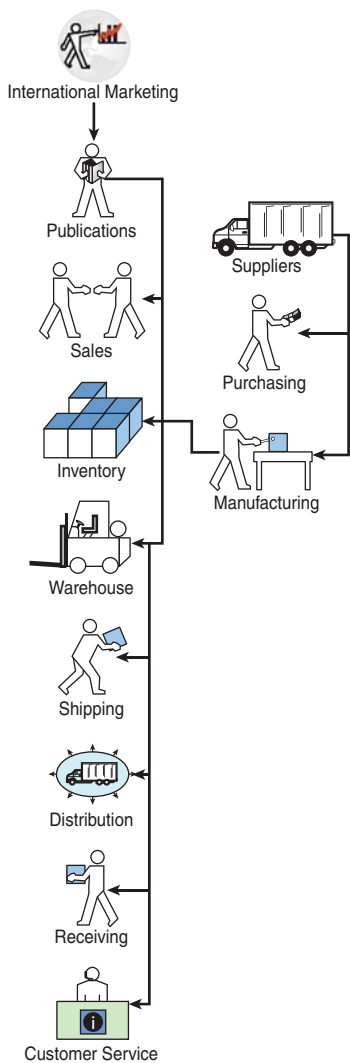 International Marketing
Publications
Suppliers
Sales
Purchasing
Inventory
Manufacturing
Warehouse
Shipping
Distribution
Receiving
i
Customer Service